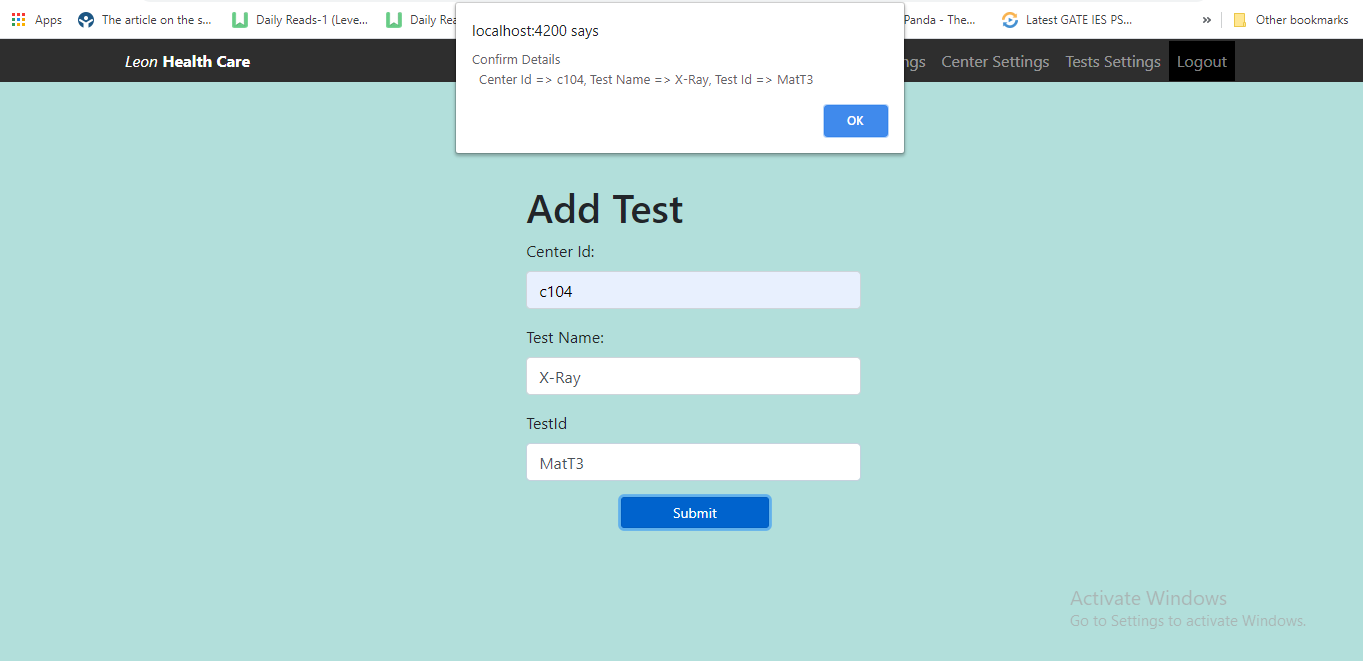 Apps The article on the s... Daily Reads-1 (Leve... Daily Rea Panda - The... Latest GATE IES PS... » Other bookmarks
localhost:4200 says
Confirm Details
Center Id => c104, Test Name => X-Ray, Test Id => MatT3
OK
Leon Health Care ngs Center Settings Tests Settings Logout
Add Test
Center Id:
c104
Test Name:
X-Ray
TestId
MatT3
Submit
Activate Windows
Go to Settings to activate Windows.